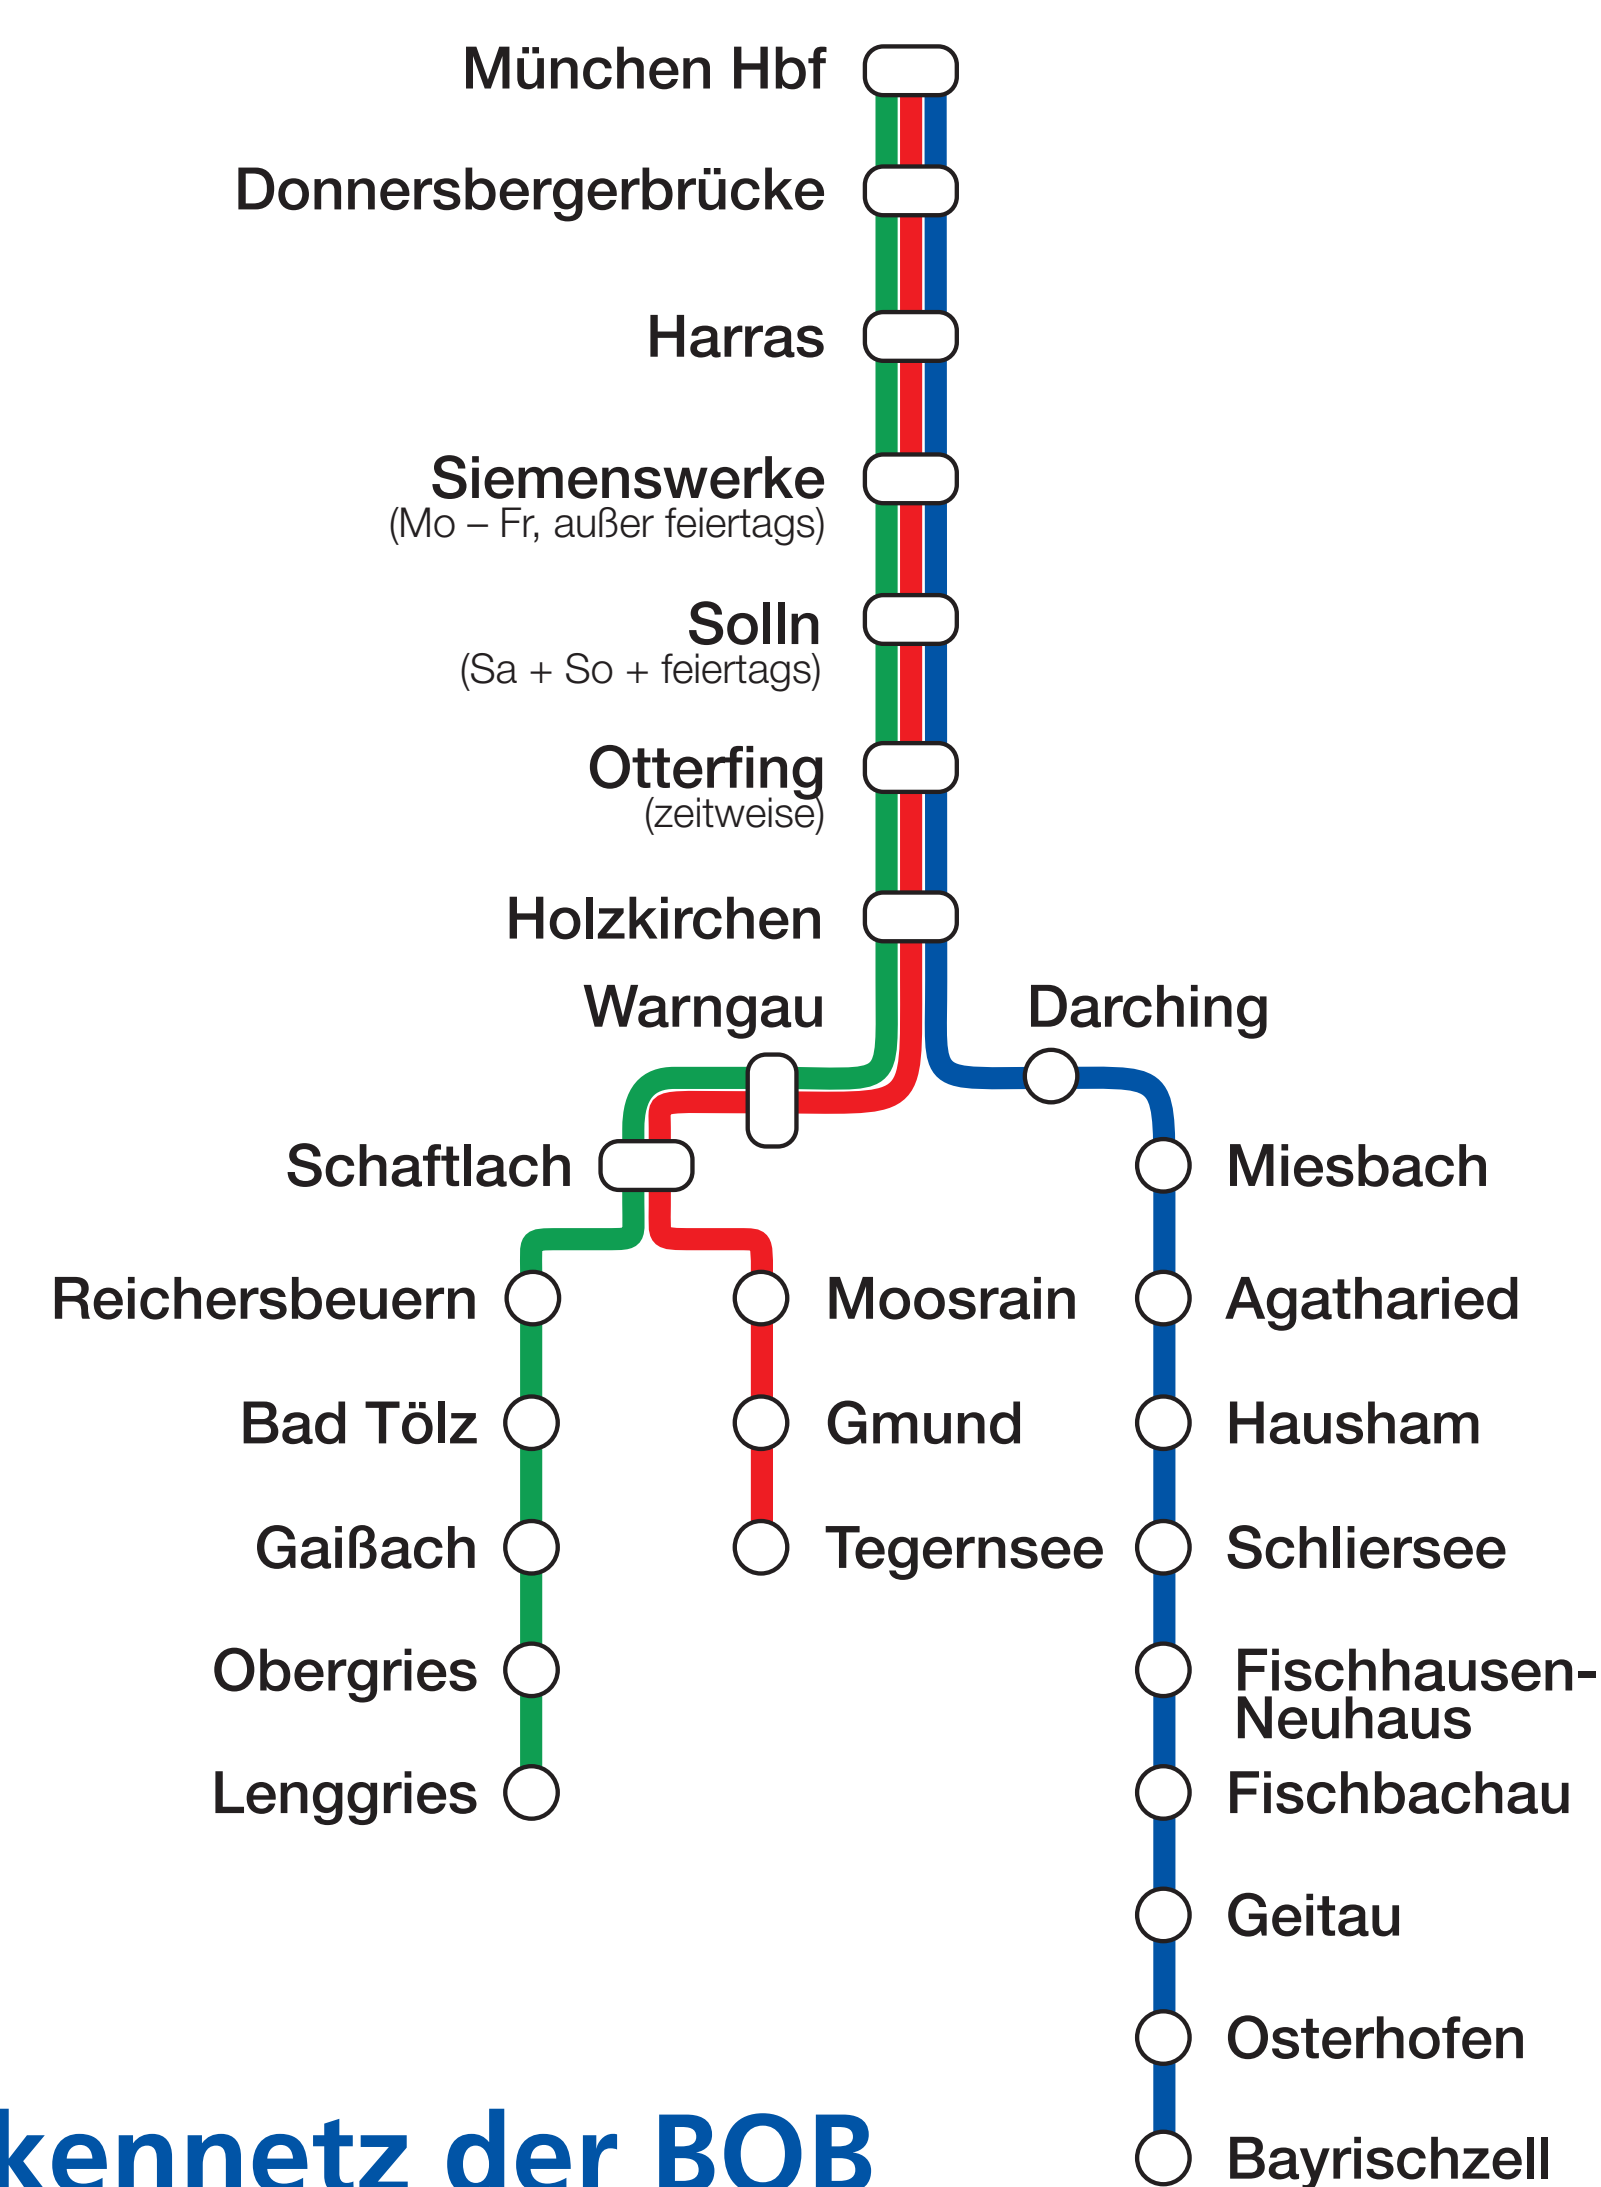 München Hbf
Donnersbergerbrücke
Harras
Siemenswerke
(Mo – Fr, außer feiertags)
Solln
(Sa + So + feiertags)
Otterfing
(zeitweise)
Holzkirchen
Warngau
Darching
Schaftlach
Miesbach
Reichersbeuern
Moosrain
Agatharied
Bad Tölz
Gmund
Hausham
Gaißach
Tegernsee
Schliersee
Obergries
Fischhausen-
Neuhaus
Lenggries
Fischbachau
Geitau
Osterhofen
Bayrischzell
kennetz der BOB